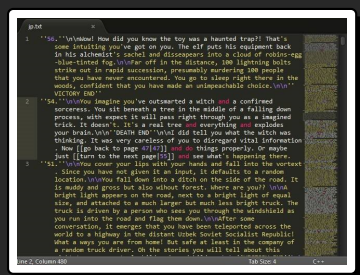 jp.txt
1 "56.''\n\nWow! How did you know the toy was a haunted trap?! That's
some intuiting you've got on you. The elf puts his equipment back
in his alchemist's sachel and disseapears into a cloud of robins-egg
-blue-tinted fog.\n\nFar off in the distance, 100 lightning bolts
strike out in rapid succession, presumably murdering 100 people
that you have never encountered. You go to sleep right there in the
woods, confident that you have made an unimpeachable choice.\n\n''
VICTORY END''
2 "54.''\n\nYou imagine you've outsmarted a witch and a confirmed
sorceress. You sit beneath a tree in the middle of a falling down
process, with expect it will pass right through you as a imagined
trick. It doesn't. It's a real tree and everything and explodes
your brain.\n\n''DEATH END''\n\nI did tell you what the witch was
thinking. It was very careless of you to disregard vital information
. Now [[go back to page 47|47]] and do things properly. Or maybe
just [[turn to the next page|55]] and see what's happening there.
"51.''\n\nYou cover your lips with your hands and fall into the vortext
. Since you have not given it an input, it defaults to a random
location.\n\nYou fall down into a ditch on the side of the road. It
is muddy and gross but also wihout forest. where are you?? \n\nA
bright light appears on the road, next to a bright light of equal
size, and attached to a much larger but much less bright truck. The
truck is driven by a person who sees you through the windshield as
you run into the road and flag them down.\n\nAfter some
conversation, it emerges that you have been teleported across the
world to a highway in the distant Uzbek Soviet Socialist Republic!
What a ways you are from home! But safe at least in the company of
a random truck driver. Oh the stories you will tell about this
Line 2, Column 480
Tab Size: 4
C++